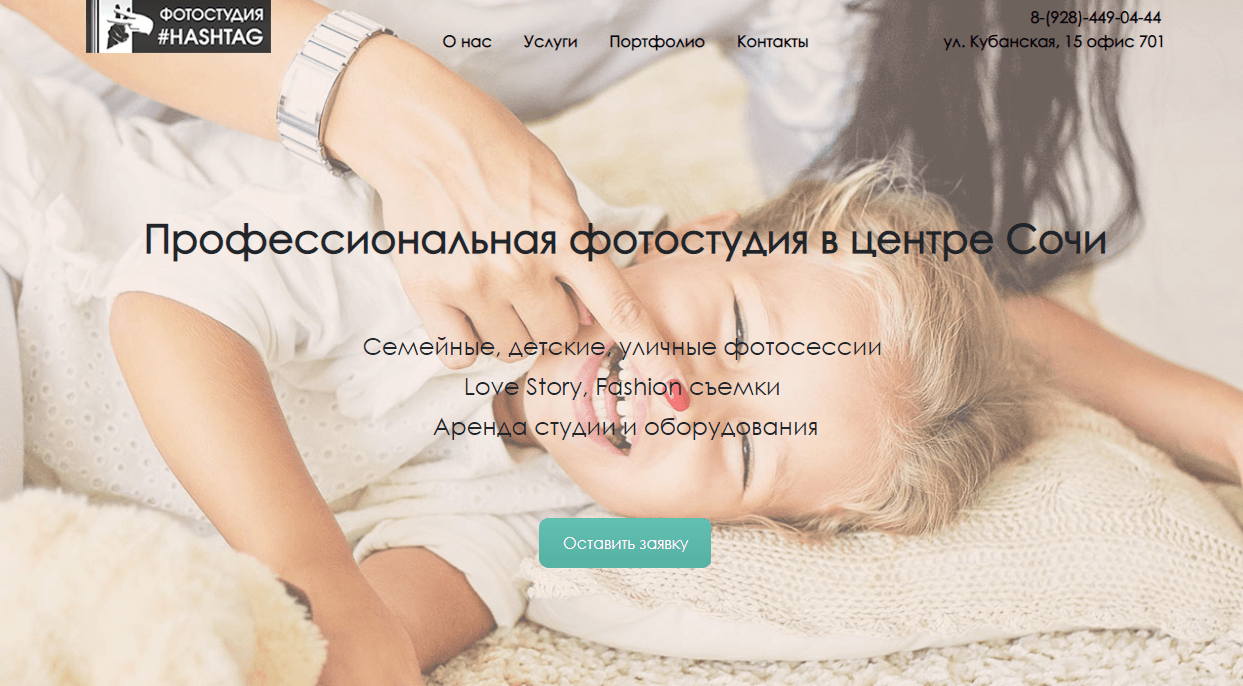 ФОТОСТУДИЯ
#HASHTAG
О нас Услуги Портфолио Контакты
8-(928)-449-04-44
ул. Кубанская, 15 офис 701
Профессиональная фотостудия в центре Сочи
Семейные, детские, уличные фотосессии
Love Story, Fashion съемки
Аренда студии и оборудования
Оставить заявку